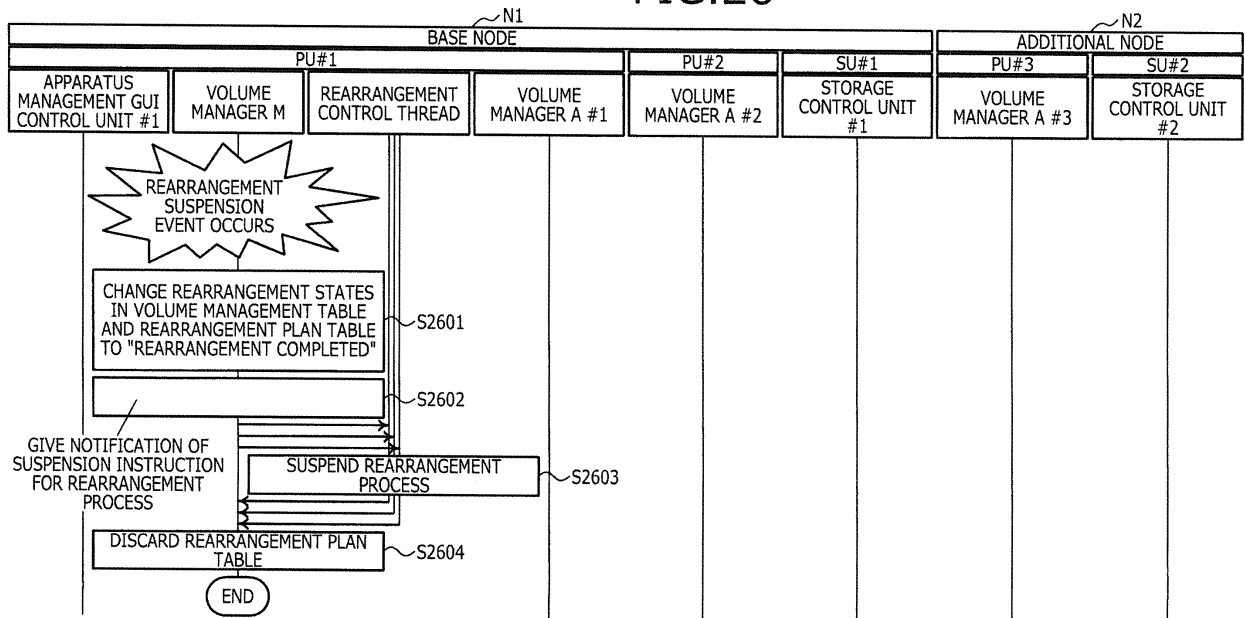 FIG.26
N1
N2
BASE NODE
ADDITIONAL NODE
PU#1
PU#2
SU#1
PU#3
SU#2
APPARATUS
MANAGEMENT GUI
CONTROL UNIT #1
VOLUME
MANAGER M
REARRANGEMENT
CONTROL THREAD
VOLUME
MANAGER A #1
VOLUME
MANAGER A #2
STORAGE
CONTROL UNIT
#1
VOLUME
MANAGER A #3
STORAGE
CONTROL UNIT
#2
REARRANGEMENT
SUSPENSION
EVENT OCCURS
CHANGE REARRANGEMENT STATES
IN VOLUME MANAGEMENT TABLE
AND REARRANGEMENT PLAN TABLE
TO "REARRANGEMENT COMPLETED"
S2601
S2602
GIVE NOTIFICATION OF
SUSPENSION INSTRUCTION
FOR REARRANGEMENT
PROCESS
SUSPEND REARRANGEMENT
PROCESS
S2603
DISCARD REARRANGEMENT PLAN
TABLE
S2604
END